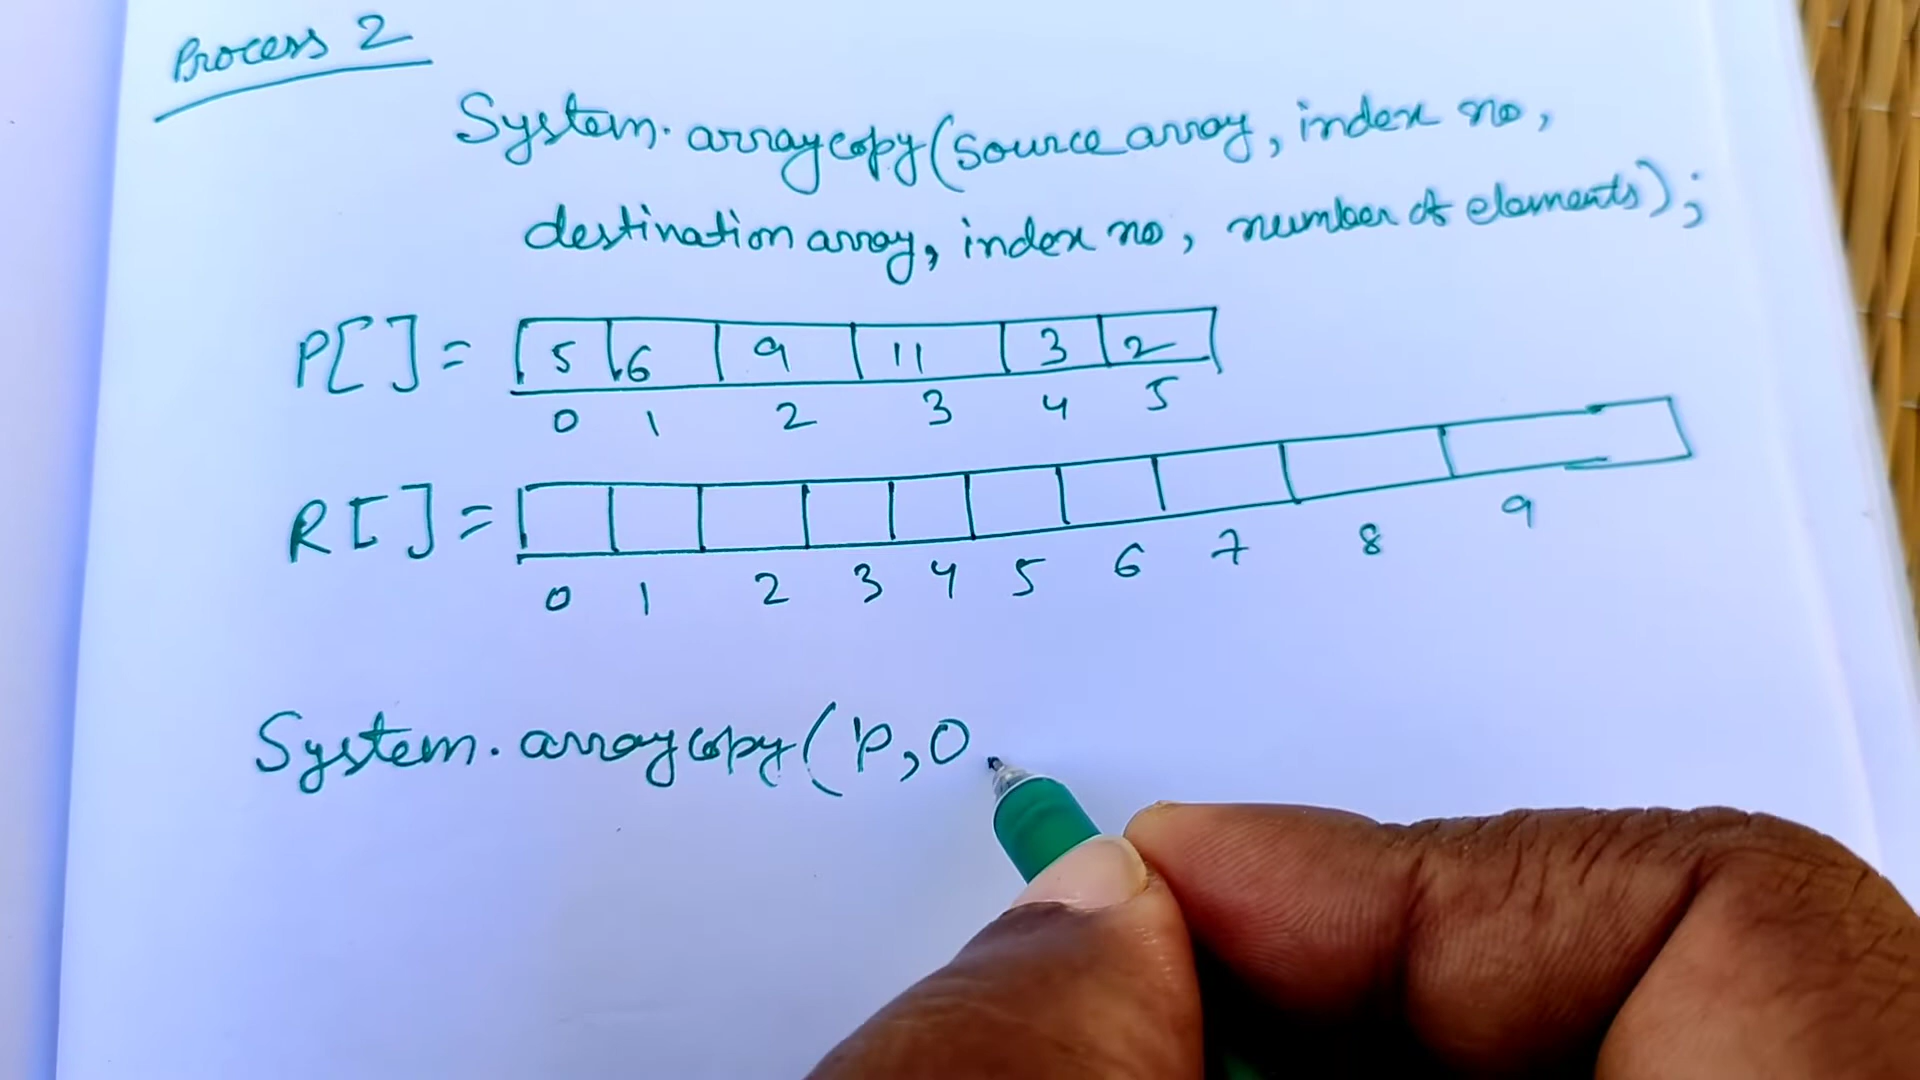 Process 2
System.arraycopy(source array, index no,
destination array, index no, number of elements);
P[ ] = 5 6 9 11 3 2
0 1 2 3 4 5
R[ ] =
0 1 2 3 4 5 6 7 8 9
System.arraycopy(P,0,